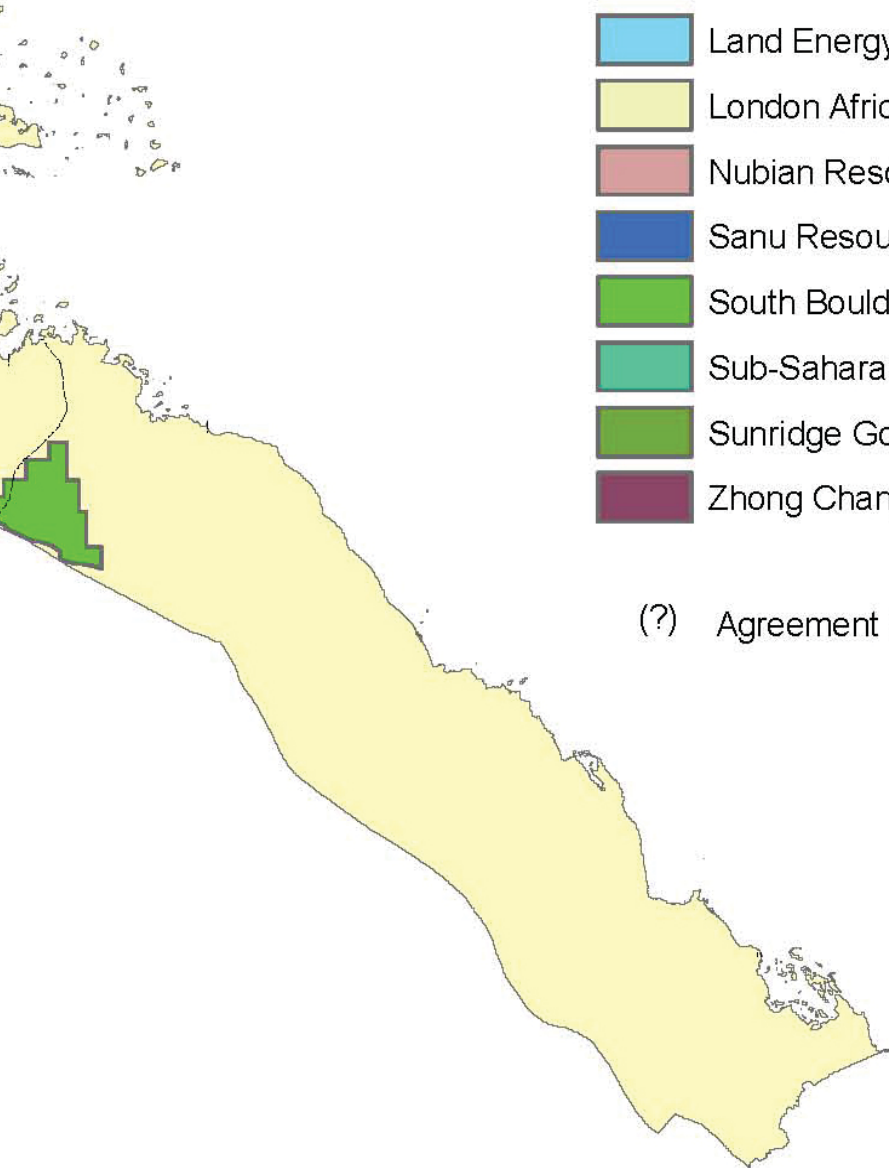 Land Energy
London Afric
Nubian Reso
Sanu Resou
South Bould
Sub-Sahara
Sunridge Go
Zhong Chan
(?) Agreement